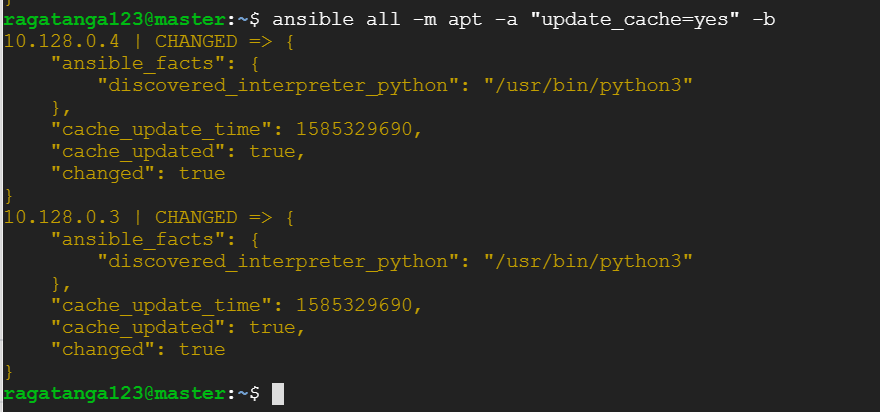 }
ragatanga123@master:~$ ansible all -m apt -a "update_cache=yes" -b
10.128.0.4 | CHANGED => {
    "ansible_facts": {
        "discovered_interpreter_python": "/usr/bin/python3"
    },
    "cache_update_time": 1585329690,
    "cache_updated": true,
    "changed": true
}
10.128.0.3 | CHANGED => {
    "ansible_facts": {
        "discovered_interpreter_python": "/usr/bin/python3"
    },
    "cache_update_time": 1585329690,
    "cache_updated": true,
    "changed": true
}
ragatanga123@master:~$